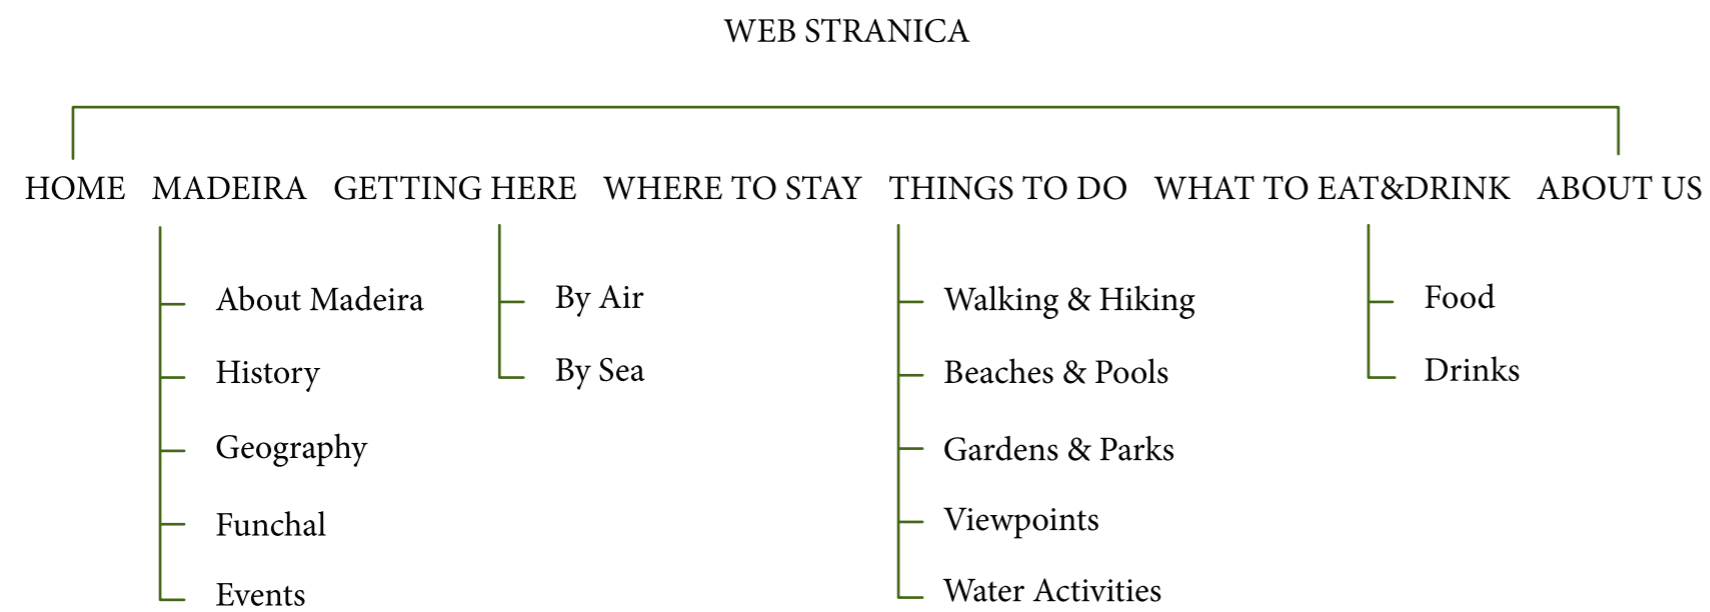 WEB STRANICA
HOME MADEIRA GETTING HERE WHERE TO STAY THINGS TO DO WHAT TO EAT&DRINK ABOUT US
About Madeira
History
Geography
Funchal
Events
By Air
By Sea
Walking & Hiking
Beaches & Pools
Gardens & Parks
Viewpoints
Water Activities
Food
Drinks